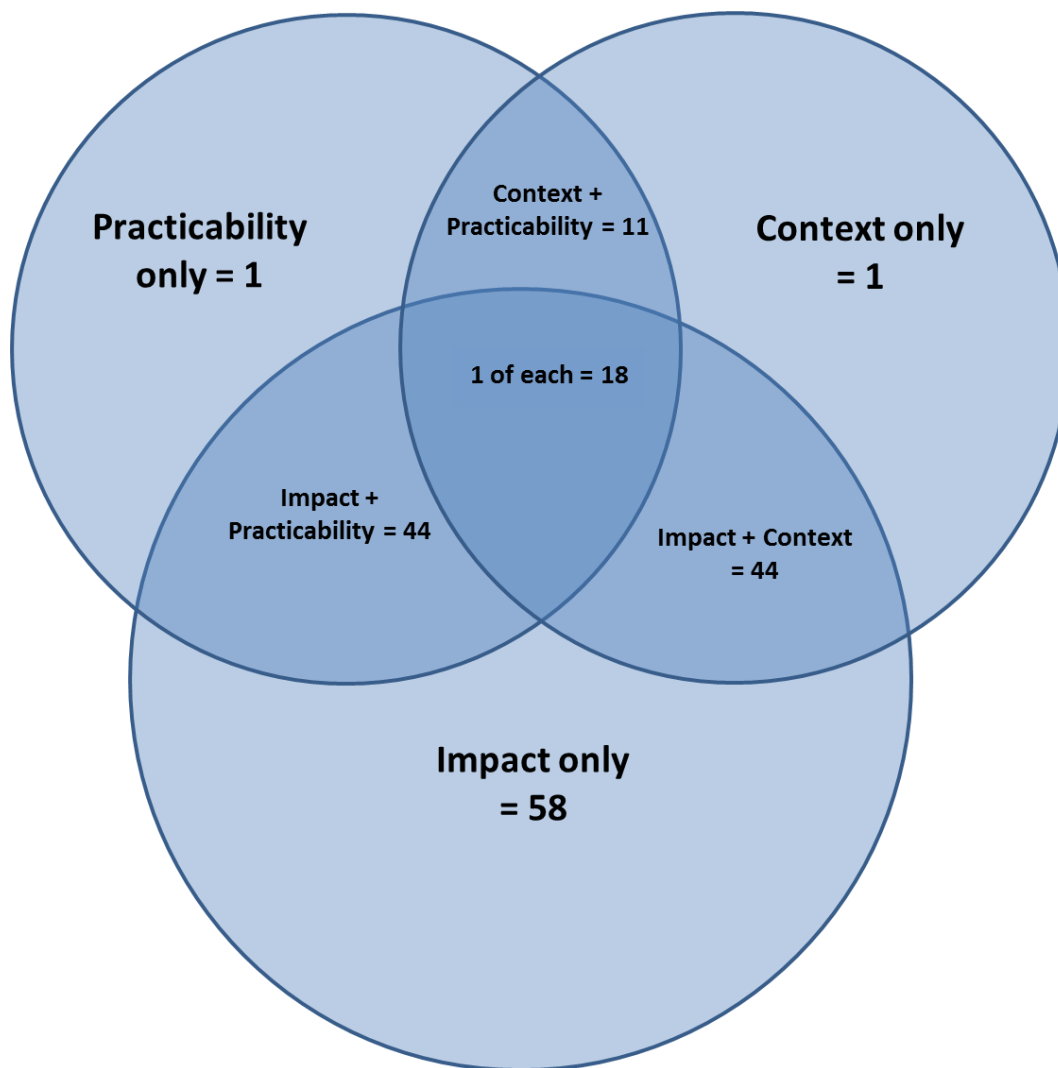 Context +
Practicability = 11
Practicability
only = 1
Context only
= 1
1 of each = 18
Impact +
Practicability = 44
Impact + Context
= 44
Impact only
= 58